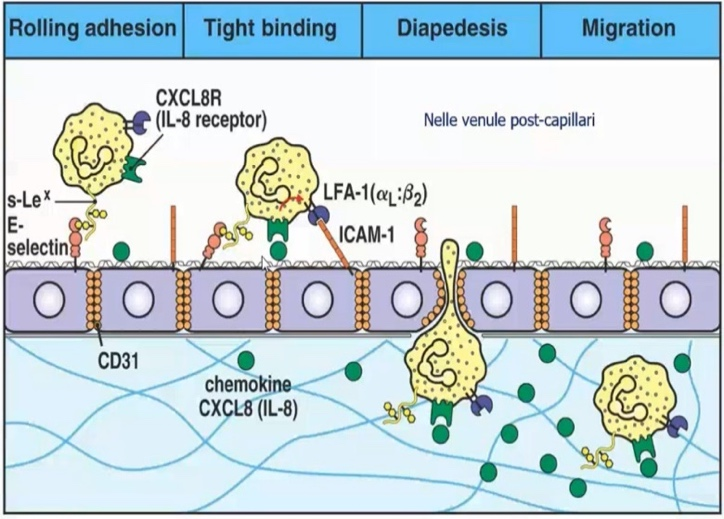 Rolling adhesion
Tight binding
Diapedesis
Migration
CXCL8R
(IL-8 receptor)
Nelle venule post-capillari
s-Leˣ
E-
selectin
LFA-1(αL:β2)
ICAM-1
CD31
chemokine
CXCL8 (IL-8)